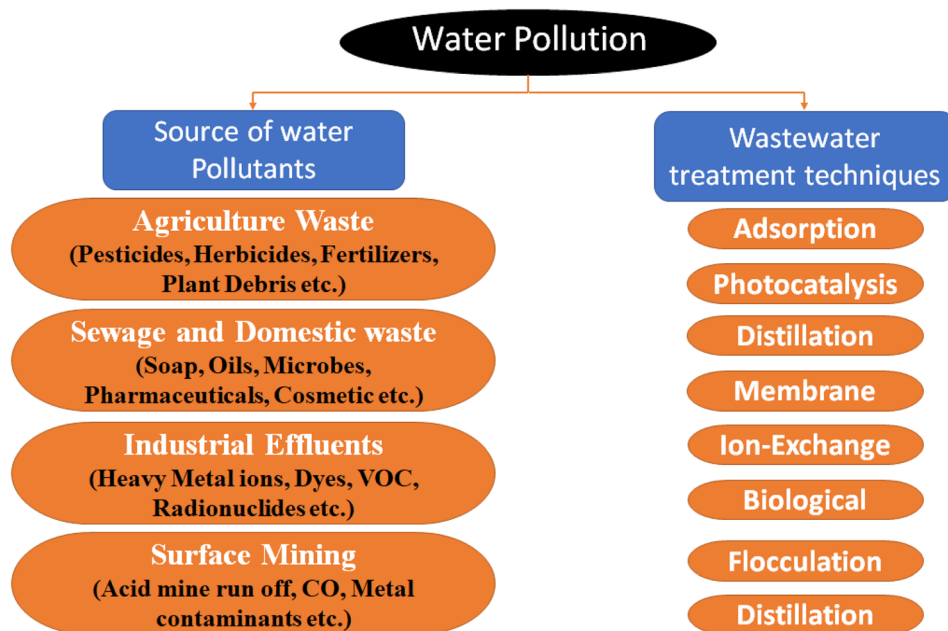 Water Pollution
Source of water
Pollutants
Agriculture Waste
(Pesticides, Herbicides, Fertilizers,
Plant Debris etc.)
Sewage and Domestic waste
(Soap, Oils, Microbes,
Pharmaceuticals, Cosmetic etc.)
Industrial Effluents
(Heavy Metal ions, Dyes, VOC,
Radionuclides etc.)
Surface Mining
(Acid mine run off, CO, Metal
contaminants etc.)
Wastewater
treatment techniques
Adsorption
Photocatalysis
Distillation
Membrane
Ion-Exchange
Biological
Flocculation
Distillation